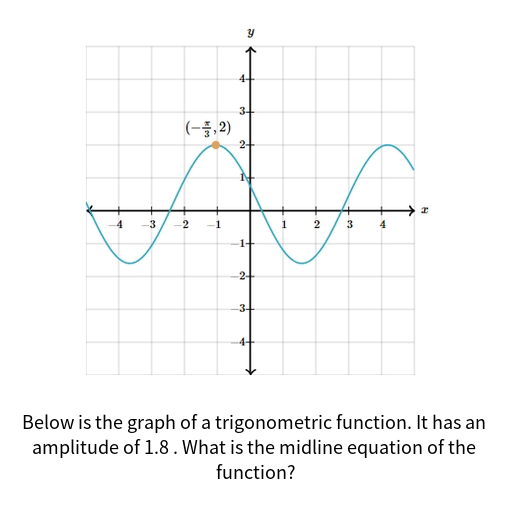 y
4
3
(−π/3, 2)
2
1
x
−4 −3 −2 −1 1 2 3 4
−1
−2
−3
−4
Below is the graph of a trigonometric function. It has an
amplitude of 1.8 . What is the midline equation of the
function?